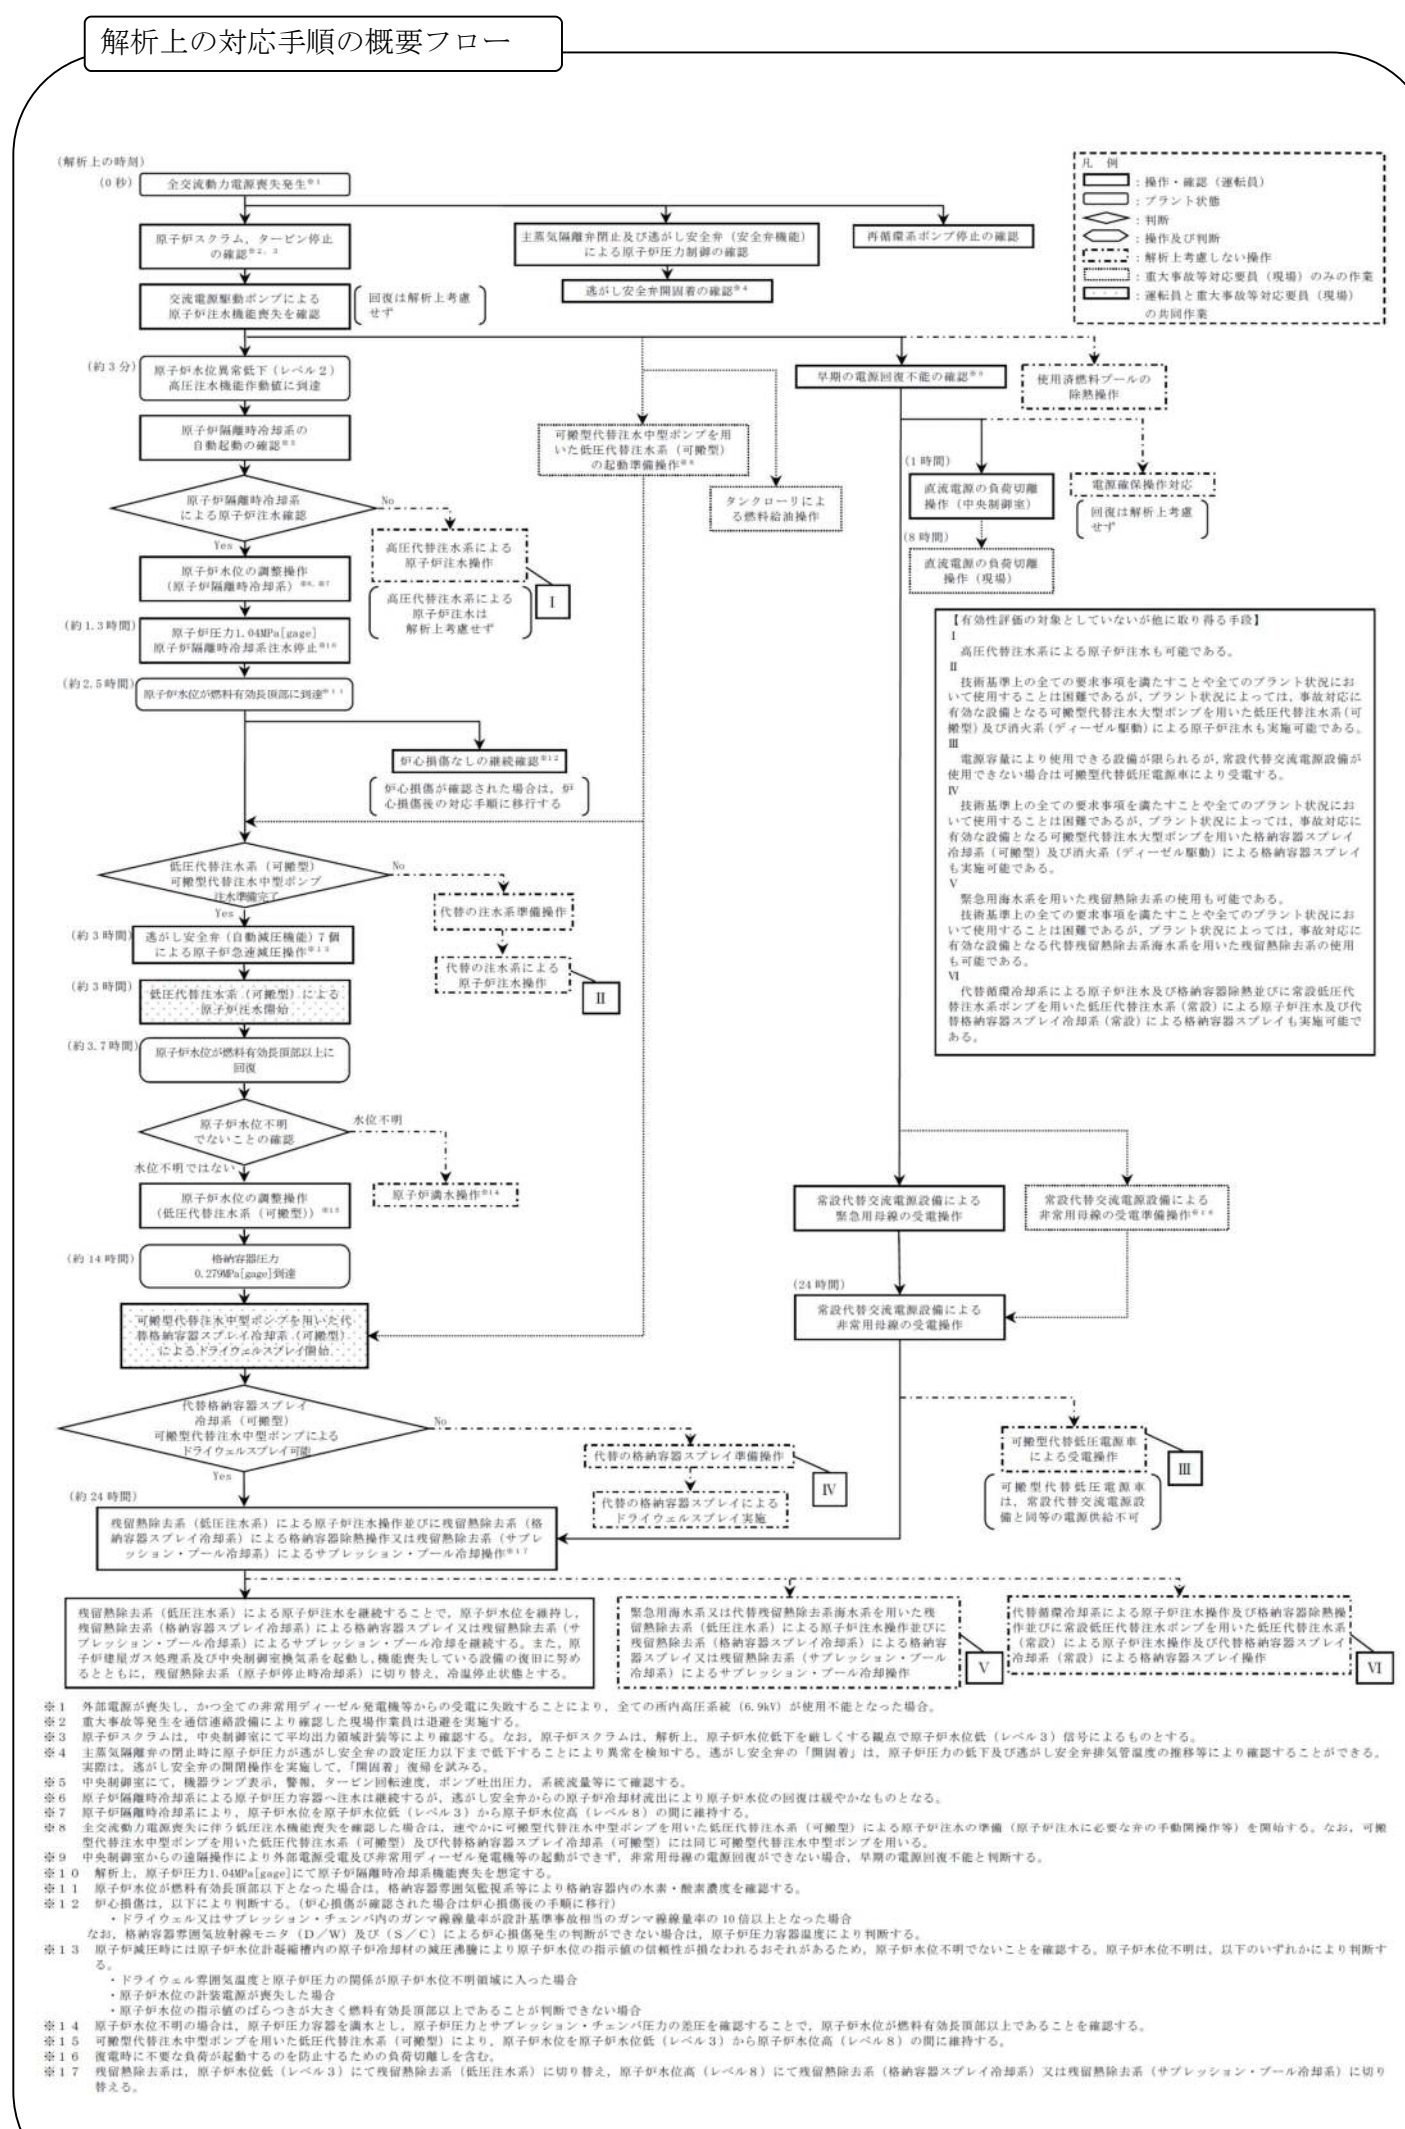 解析上の対応手順の概要フロー
(解析上の時刻)
(0秒)
全交流動力電源喪失発生※1
原子炉スクラム，タービン停止
の確認※2，3
主蒸気隔離弁閉止及び逃がし安全弁（安全弁機能）
による原子炉圧力制御の確認
再循環系ポンプ停止の確認
逃がし安全弁開固着の確認※4
交流電源駆動ポンプによる
原子炉注水機能喪失を確認
回復は解析上考慮
せず
凡　例
：操作・確認（運転員）
：プラント状態
：判断
：操作及び判断
：解析上考慮しない操作
：重大事故等対応要員（現場）のみの作業
：運転員と重大事故等対応要員（現場）
の共同作業
(約3分)
原子炉水位異常低下（レベル２）
高圧注水機能作動値に到達
早期の電源回復不能の確認※9
使用済燃料プールの
除熱操作
原子炉隔離時冷却系の
自動起動の確認※5
可搬型代替注水中型ポンプを用
いた低圧代替注水系（可搬型）
の起動準備操作※8
タンクローリによ
る燃料給油操作
(1時間)
直流電源の負荷切離
操作（中央制御室）
電源確保操作対応
回復は解析上考慮
せず
(8時間)
直流電源の負荷切離
操作（現場）
原子炉隔離時冷却系
による原子炉注水確認
No
Yes
高圧代替注水系による
原子炉注水操作
Ⅰ
高圧代替注水系による
原子炉注水は
解析上考慮せず
原子炉水位の調整操作
（原子炉隔離時冷却系）※6，※7
(約1.3時間)
原子炉圧力1.04MPa[gage]
原子炉隔離時冷却系注水停止※10
(約2.5時間)
原子炉水位が燃料有効長頂部に到達※11
炉心損傷なしの継続確認※12
炉心損傷が確認された場合は，炉
心損傷後の対応手順に移行する
【有効性評価の対象としていないが他に取り得る手段】
Ⅰ
高圧代替注水系による原子炉注水も可能である。
Ⅱ
技術基準上の全ての要求事項を満たすことや全てのプラント状況にお
いて使用することは困難であるが，プラント状況によっては，事故対応に
有効な設備となる可搬型代替注水大型ポンプを用いた低圧代替注水系（可
搬型）及び消火系（ディーゼル駆動）による原子炉注水も実施可能である。
Ⅲ
電源容量により使用できる設備が限られるが，常設代替交流電源設備が
使用できない場合は可搬型代替低圧電源車により受電する。
Ⅳ
技術基準上の全ての要求事項を満たすことや全てのプラント状況にお
いて使用することは困難であるが，プラント状況によっては，事故対応に
有効な設備となる可搬型代替注水大型ポンプを用いた格納容器スプレイ
冷却系（可搬型）及び消火系（ディーゼル駆動）による格納容器スプレイ
も実施可能である。
Ⅴ
緊急用海水系を用いた残留熱除去系の使用も可能である。
技術基準上の全ての要求事項を満たすことや全てのプラント状況にお
いて使用することは困難であるが，プラント状況によっては，事故対応に
有効な設備となる代替残留熱除去系海水系を用いた残留熱除去系の使用
も可能である。
Ⅵ
代替循環冷却系による原子炉注水及び格納容器除熱並びに常設低圧代
替注水系ポンプを用いた低圧代替注水系（常設）による原子炉注水及び代
替格納容器スプレイ冷却系（常設）による格納容器スプレイも実施可能で
ある。
低圧代替注水系（可搬型）
可搬型代替注水中型ポンプ
注水準備完了
No
Yes
代替の注水系準備操作
代替の注水系による
原子炉注水操作
Ⅱ
(約3時間)
逃がし安全弁（自動減圧機能）7個
による原子炉急速減圧操作※13
(約3時間)
低圧代替注水系（可搬型）による
原子炉注水開始
(約3.7時間)
原子炉水位が燃料有効長頂部以上に
回復
原子炉水位不明
でないことの確認
水位不明
水位不明ではない
原子炉満水操作※14
原子炉水位の調整操作
（低圧代替注水系（可搬型））※15
常設代替交流電源設備による
緊急用母線の受電操作
常設代替交流電源設備による
非常用母線の受電準備操作※16
(約14時間)
格納容器圧力
0.279MPa[gage]到達
(24時間)
常設代替交流電源設備による
非常用母線の受電操作
可搬型代替注水中型ポンプを用いた代
替格納容器スプレイ冷却系（可搬型）
によるドライウェルスプレイ開始
代替格納容器スプレイ
冷却系（可搬型）
可搬型代替注水中型ポンプによる
ドライウェルスプレイ可能
No
Yes
代替の格納容器スプレイ準備操作
代替の格納容器スプレイによる
ドライウェルスプレイ実施
Ⅳ
可搬型代替低圧電源車
による受電操作
Ⅲ
可搬型代替低圧電源車
は，常設代替交流電源設
備と同等の電源供給不可
(約24時間)
残留熱除去系（低圧注水系）による原子炉注水操作並びに残留熱除去系（格
納容器スプレイ冷却系）による格納容器除熱操作又は残留熱除去系（サプレ
ッション・プール冷却系）によるサプレッション・プール冷却操作※17
残留熱除去系（低圧注水系）による原子炉注水を継続することで，原子炉水位を維持し，
残留熱除去系（格納容器スプレイ冷却系）による格納容器スプレイ又は残留熱除去系（サ
プレッション・プール冷却系）によるサプレッション・プール冷却を継続する。また，原
子炉建屋ガス処理系及び中央制御室換気系を起動し，機能喪失している設備の復旧に努め
るとともに，残留熱除去系（原子炉停止時冷却系）に切り替え，冷温停止状態とする。
緊急用海水系又は代替残留熱除去系海水系を用いた残
留熱除去系（低圧注水系）による原子炉注水操作並びに
残留熱除去系（格納容器スプレイ冷却系）による格納容
器スプレイ又は残留熱除去系（サプレッション・プール
冷却系）によるサプレッション・プール冷却操作
Ⅴ
代替循環冷却系による原子炉注水操作及び格納容器除熱操
作並びに常設低圧代替注水系ポンプを用いた低圧代替注水系
（常設）による原子炉注水操作及び代替格納容器スプレイ
冷却系（常設）による格納容器スプレイ操作
Ⅵ
※１　外部電源が喪失し，かつ全ての非常用ディーゼル発電機等からの受電に失敗することにより，全ての所内高圧系統（6.9kV）が使用不能となった場合。
※２　重大事故等発生を通信連絡設備により確認した現場作業員は退避を実施する。
※３　原子炉スクラムは，中央制御室にて平均出力領域計装等により確認する。なお，原子炉スクラムは，解析上，原子炉水位低下を厳しくする観点で原子炉水位低（レベル３）信号によるものとする。
※４　主蒸気隔離弁の閉止時に原子炉圧力が逃がし安全弁の設定圧力以下まで低下することにより異常を検知する。逃がし安全弁の「開固着」は，原子炉圧力の低下及び逃がし安全弁排気管温度の推移等により確認することができる。
実際は，逃がし安全弁の開閉操作を実施して，「開固着」復帰を試みる。
※５　中央制御室にて，機器ランプ表示，警報，タービン回転速度，ポンプ吐出圧力，系統流量等にて確認する。
※６　原子炉隔離時冷却系による原子炉圧力容器へ注水は継続するが，逃がし安全弁からの原子炉冷却材流出により原子炉水位の回復は緩やかなものとなる。
※７　原子炉隔離時冷却系により，原子炉水位を原子炉水位低（レベル３）から原子炉水位高（レベル８）の間に維持する。
※８　全交流動力電源喪失に伴う低圧注水機能喪失を確認した場合は，速やかに可搬型代替注水中型ポンプを用いた低圧代替注水系（可搬型）による原子炉注水の準備（原子炉注水に必要な弁の手動開操作等）を開始する。なお，可搬
型代替注水中型ポンプを用いた低圧代替注水系（可搬型）及び代替格納容器スプレイ冷却系（可搬型）には同じ可搬型代替注水中型ポンプを用いる。
※９　中央制御室からの遠隔操作により外部電源受電及び非常用ディーゼル発電機等の起動ができず，非常用母線の電源回復ができない場合，早期の電源回復不能と判断する。
※１０　解析上，原子炉圧力1.04MPa[gage]にて原子炉隔離時冷却系機能喪失を想定する。
※１１　原子炉水位が燃料有効長頂部以下となった場合は，格納容器雰囲気監視系等により格納容器内の水素・酸素濃度を確認する。
※１２　炉心損傷は，以下により判断する。（炉心損傷が確認された場合は炉心損傷後の手順に移行）
・ドライウェル又はサプレッション・チェンバ内のガンマ線線量率が設計基準事故相当のガンマ線線量率の10倍以上となった場合
なお，格納容器雰囲気放射線モニタ（Ｄ／Ｗ）及び（Ｓ／Ｃ）による炉心損傷発生の判断ができない場合は，原子炉圧力容器温度により判断する。
※１３　原子炉減圧時には原子炉水位計凝縮槽内の原子炉冷却材の減圧沸騰により原子炉水位の指示値の信頼性が損なわれるおそれがあるため，原子炉水位不明でないことを確認する。原子炉水位不明は，以下のいずれかにより判断す
る。
・ドライウェル雰囲気温度と原子炉圧力の関係が原子炉水位不明領域に入った場合
・原子炉水位の計装電源が喪失した場合
・原子炉水位の指示値のばらつきが大きく燃料有効長頂部以上であることが判断できない場合
※１４　原子炉水位不明の場合は，原子炉圧力容器を満水とし，原子炉圧力とサプレッション・チェンバ圧力の差圧を確認することで，原子炉水位が燃料有効長頂部以上であることを確認する。
※１５　可搬型代替注水中型ポンプを用いた低圧代替注水系（可搬型）により，原子炉水位を原子炉水位低（レベル３）から原子炉水位高（レベル８）の間に維持する。
※１６　復電時に不要な負荷が起動するのを防止するための負荷切離しを含む。
※１７　残留熱除去系は，原子炉水位低（レベル３）にて残留熱除去系（低圧注水系）に切り替え，原子炉水位高（レベル８）にて残留熱除去系（格納容器スプレイ冷却系）又は残留熱除去系（サプレッション・プール冷却系）に切り
替える。